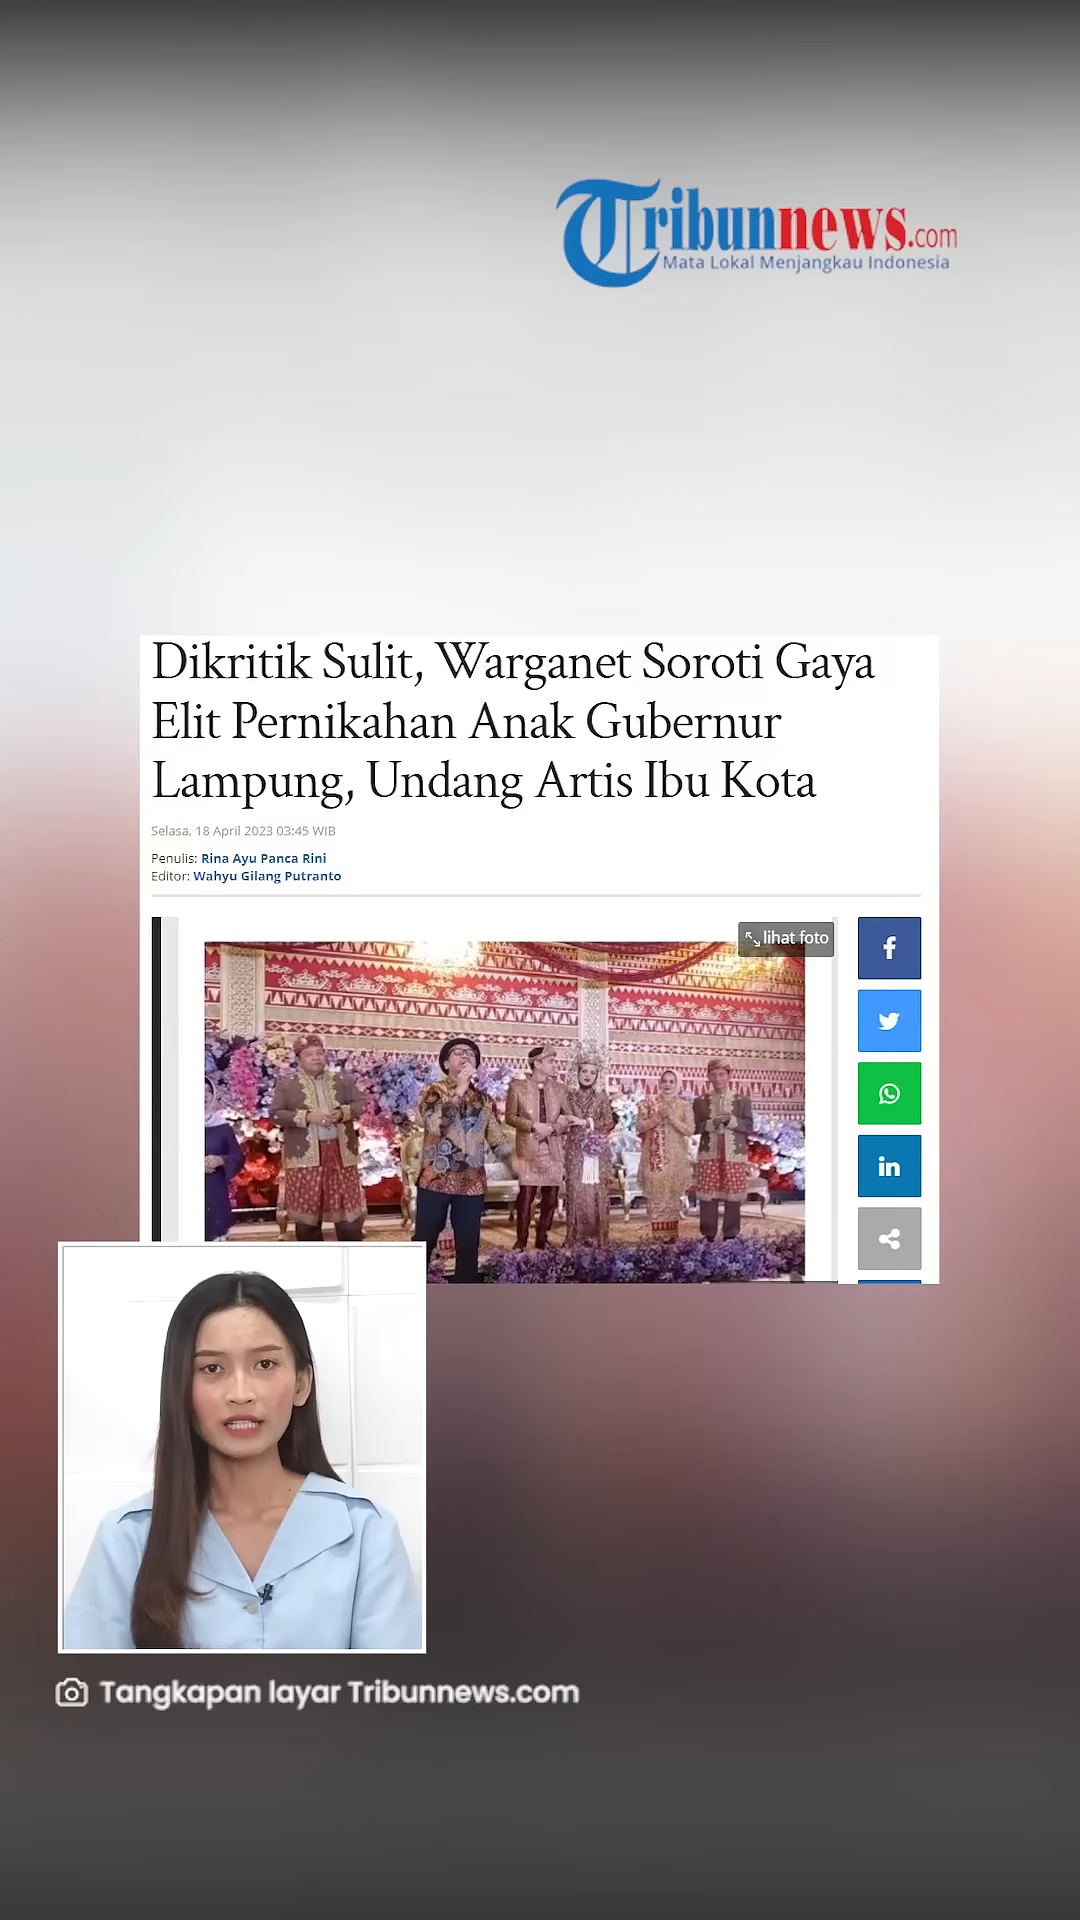 Tribunnews.com
Mata Lokal Menjangkau Indonesia
Dikritik Sulit, Warganet Soroti Gaya
Elit Pernikahan Anak Gubernur
Lampung, Undang Artis Ibu Kota
Selasa, 18 April 2023 03:45 WIB
Penulis: Rina Ayu Panca Rini
Editor: Wahyu Gilang Putranto
lihat foto
Tangkapan layar Tribunnews.com